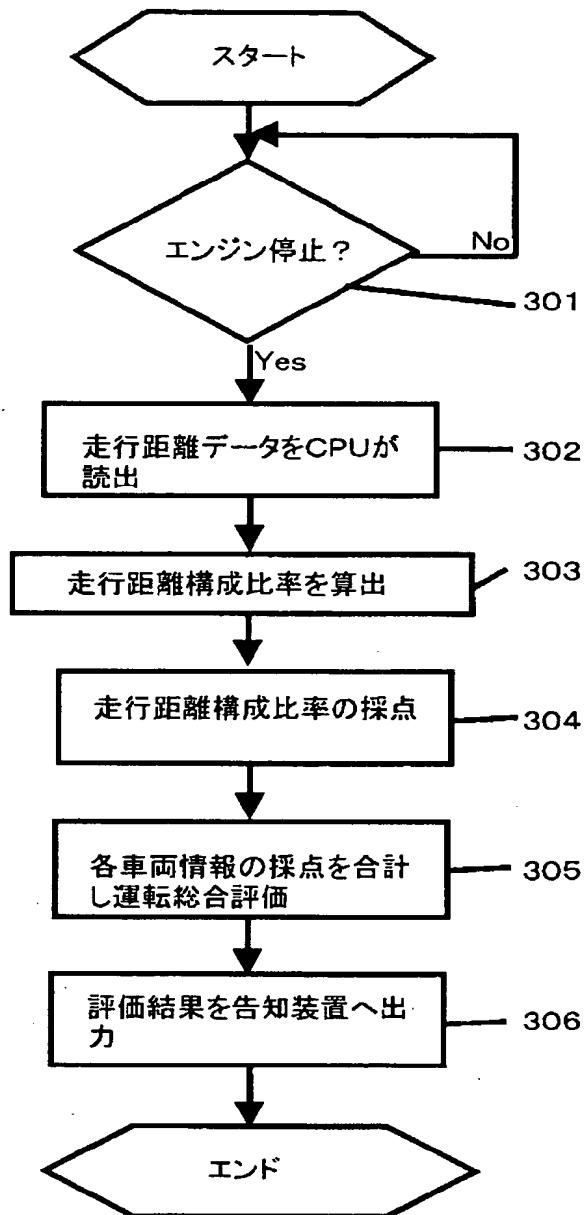 スタート
エンジン停止？
No
301
Yes
走行距離データをCPUが
読出
302
走行距離構成比率を算出
303
走行距離構成比率の採点
304
各車両情報の採点を合計
し運転総合評価
305
評価結果を告知装置へ出
力
306
エンド